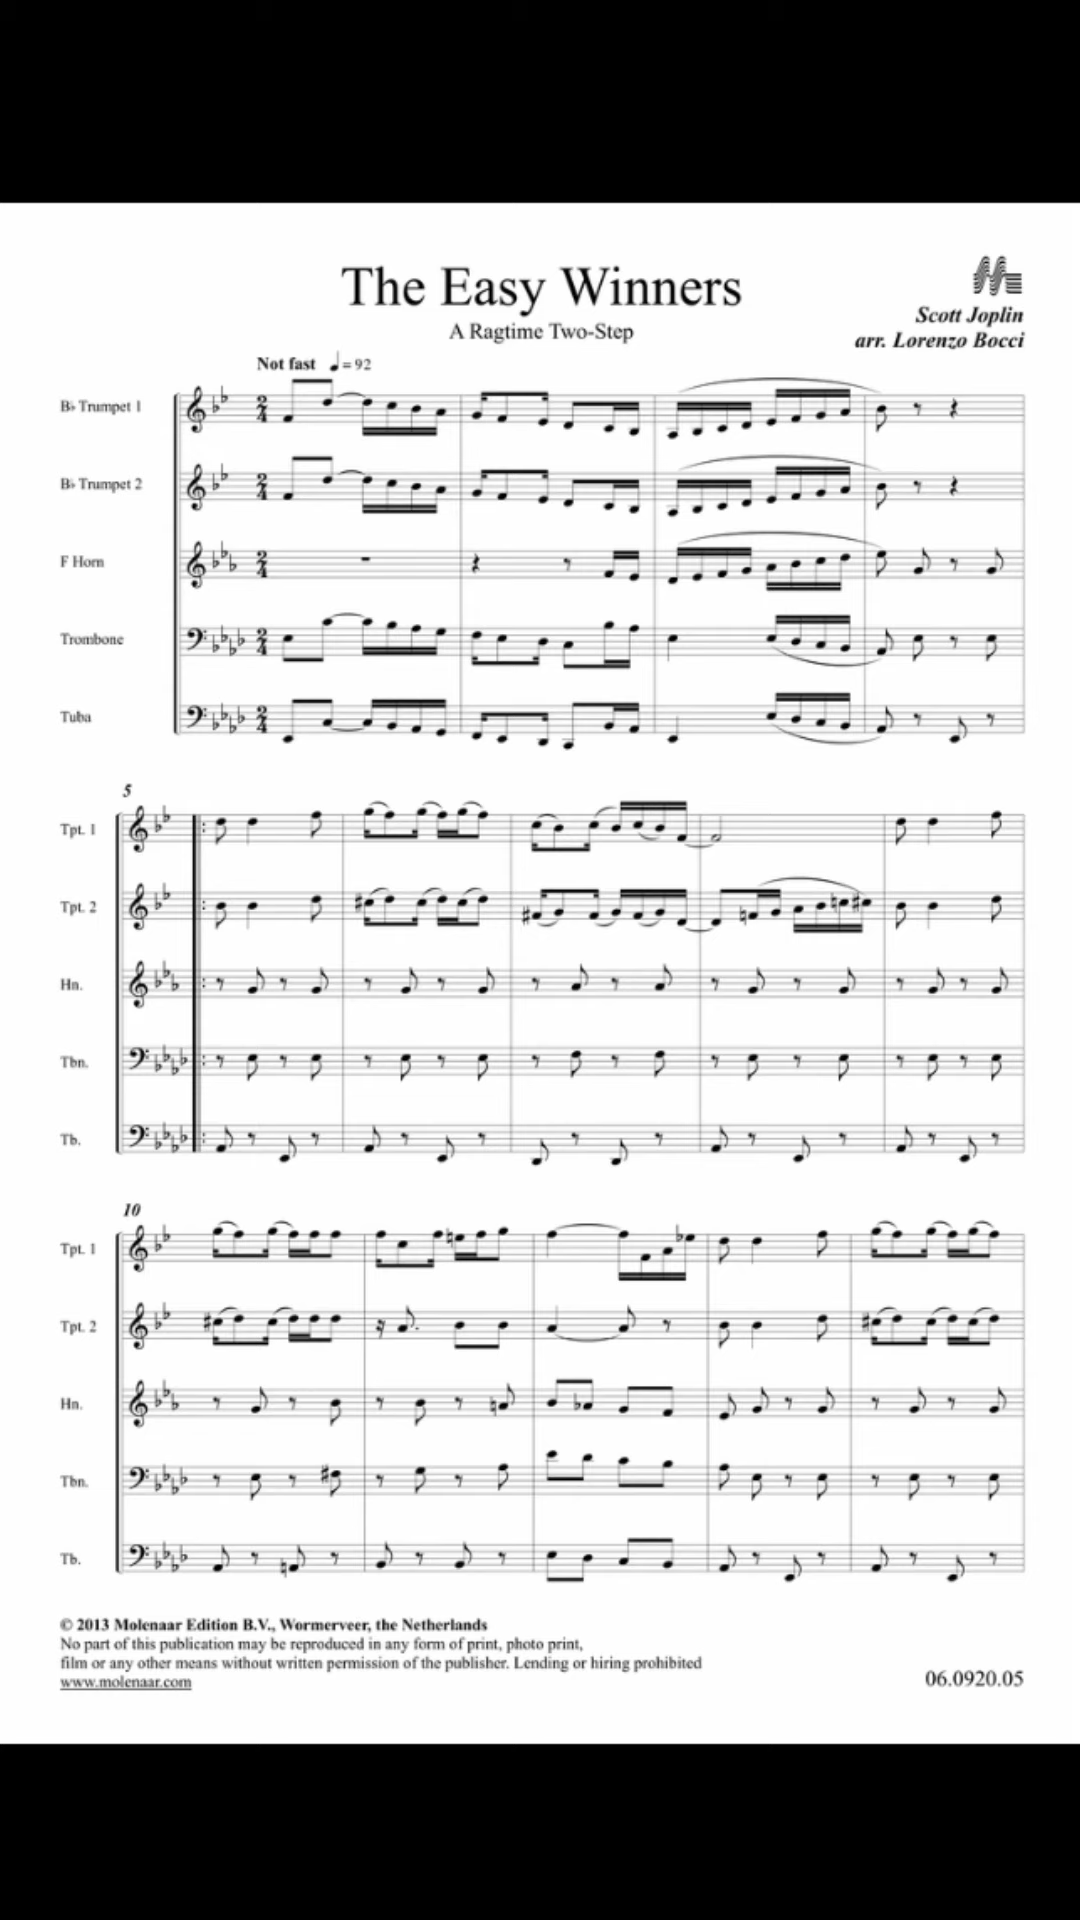 The Easy Winners
A Ragtime Two-Step
Scott Joplin
arr. Lorenzo Bocci
Not fast ♩ = 92
B♭ Trumpet 1
B♭ Trumpet 2
F Horn
Trombone
Tuba
5
Tpt. 1
Tpt. 2
Hn.
Tbn.
Tb.
10
Tpt. 1
Tpt. 2
Hn.
Tbn.
Tb.
© 2013 Molenaar Edition B.V., Wormerveer, the Netherlands
No part of this publication may be reproduced in any form of print, photo print,
film or any other means without written permission of the publisher. Lending or hiring prohibited
www.molenaar.com
06.0920.05